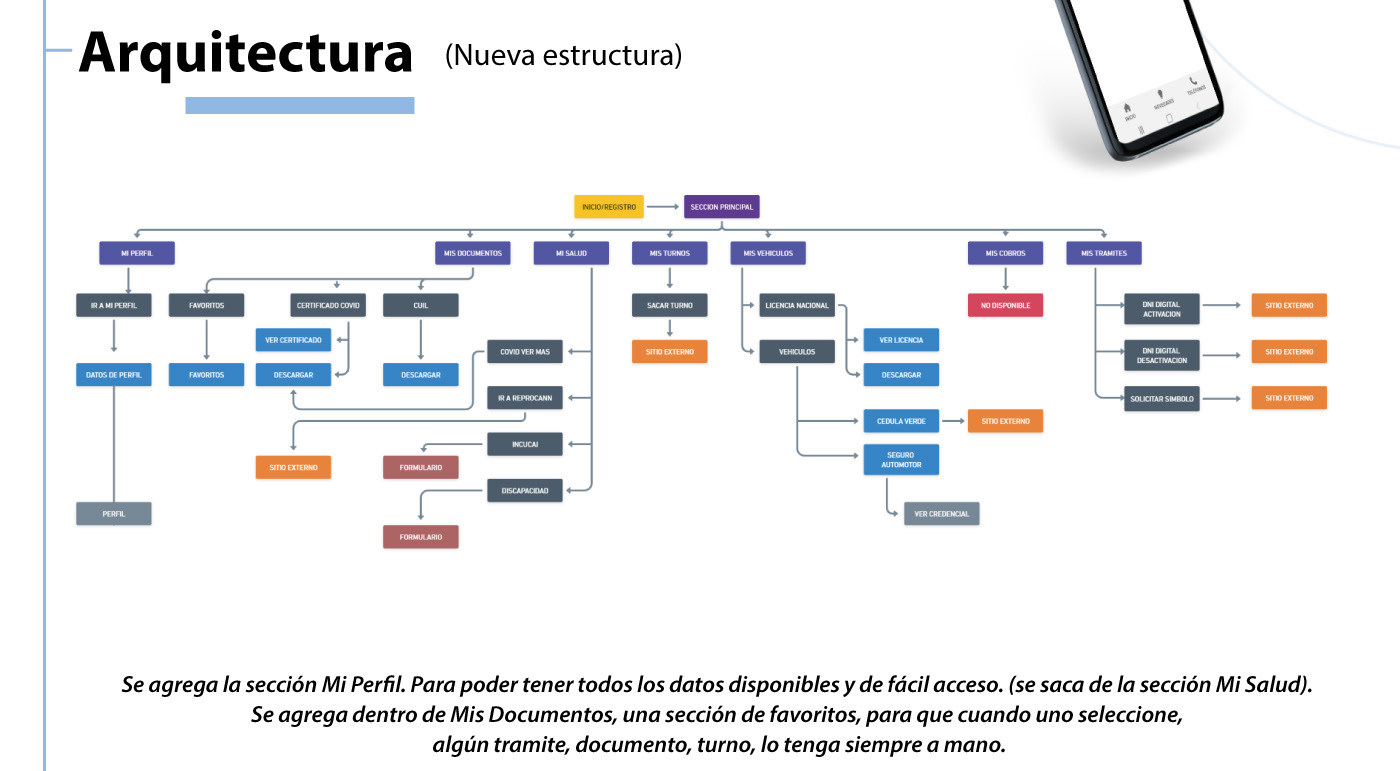 Arquitectura (Nueva estructura)
INICIO
NOVEDADES
TELÉFONOS
INICIO/REGISTRO
SECCION PRINCIPAL
MI PERFIL
MIS DOCUMENTOS
MI SALUD
MIS TURNOS
MIS VEHICULOS
MIS COBROS
MIS TRAMITES
IR A MI PERFIL
FAVORITOS
CERTIFICADO COVID
CUIL
SACAR TURNO
LICENCIA NACIONAL
NO DISPONIBLE
DNI DIGITAL
ACTIVACION
SITIO EXTERNO
VER CERTIFICADO
COVID VER MAS
SITIO EXTERNO
VEHICULOS
VER LICENCIA
DNI DIGITAL
DESACTIVACION
SITIO EXTERNO
DATOS DE PERFIL
FAVORITOS
DESCARGAR
DESCARGAR
DESCARGAR
IR A REPROCANN
SOLICITAR SIMBOLO
SITIO EXTERNO
CEDULA VERDE
SITIO EXTERNO
INCUCAI
SITIO EXTERNO
FORMULARIO
SEGURO
AUTOMOTOR
DISCAPACIDAD
PERFIL
VER CREDENCIAL
FORMULARIO
Se agrega la sección Mi Perfil. Para poder tener todos los datos disponibles y de fácil acceso. (se saca de la sección Mi Salud).
Se agrega dentro de Mis Documentos, una sección de favoritos, para que cuando uno seleccione,
algún tramite, documento, turno, lo tenga siempre a mano.